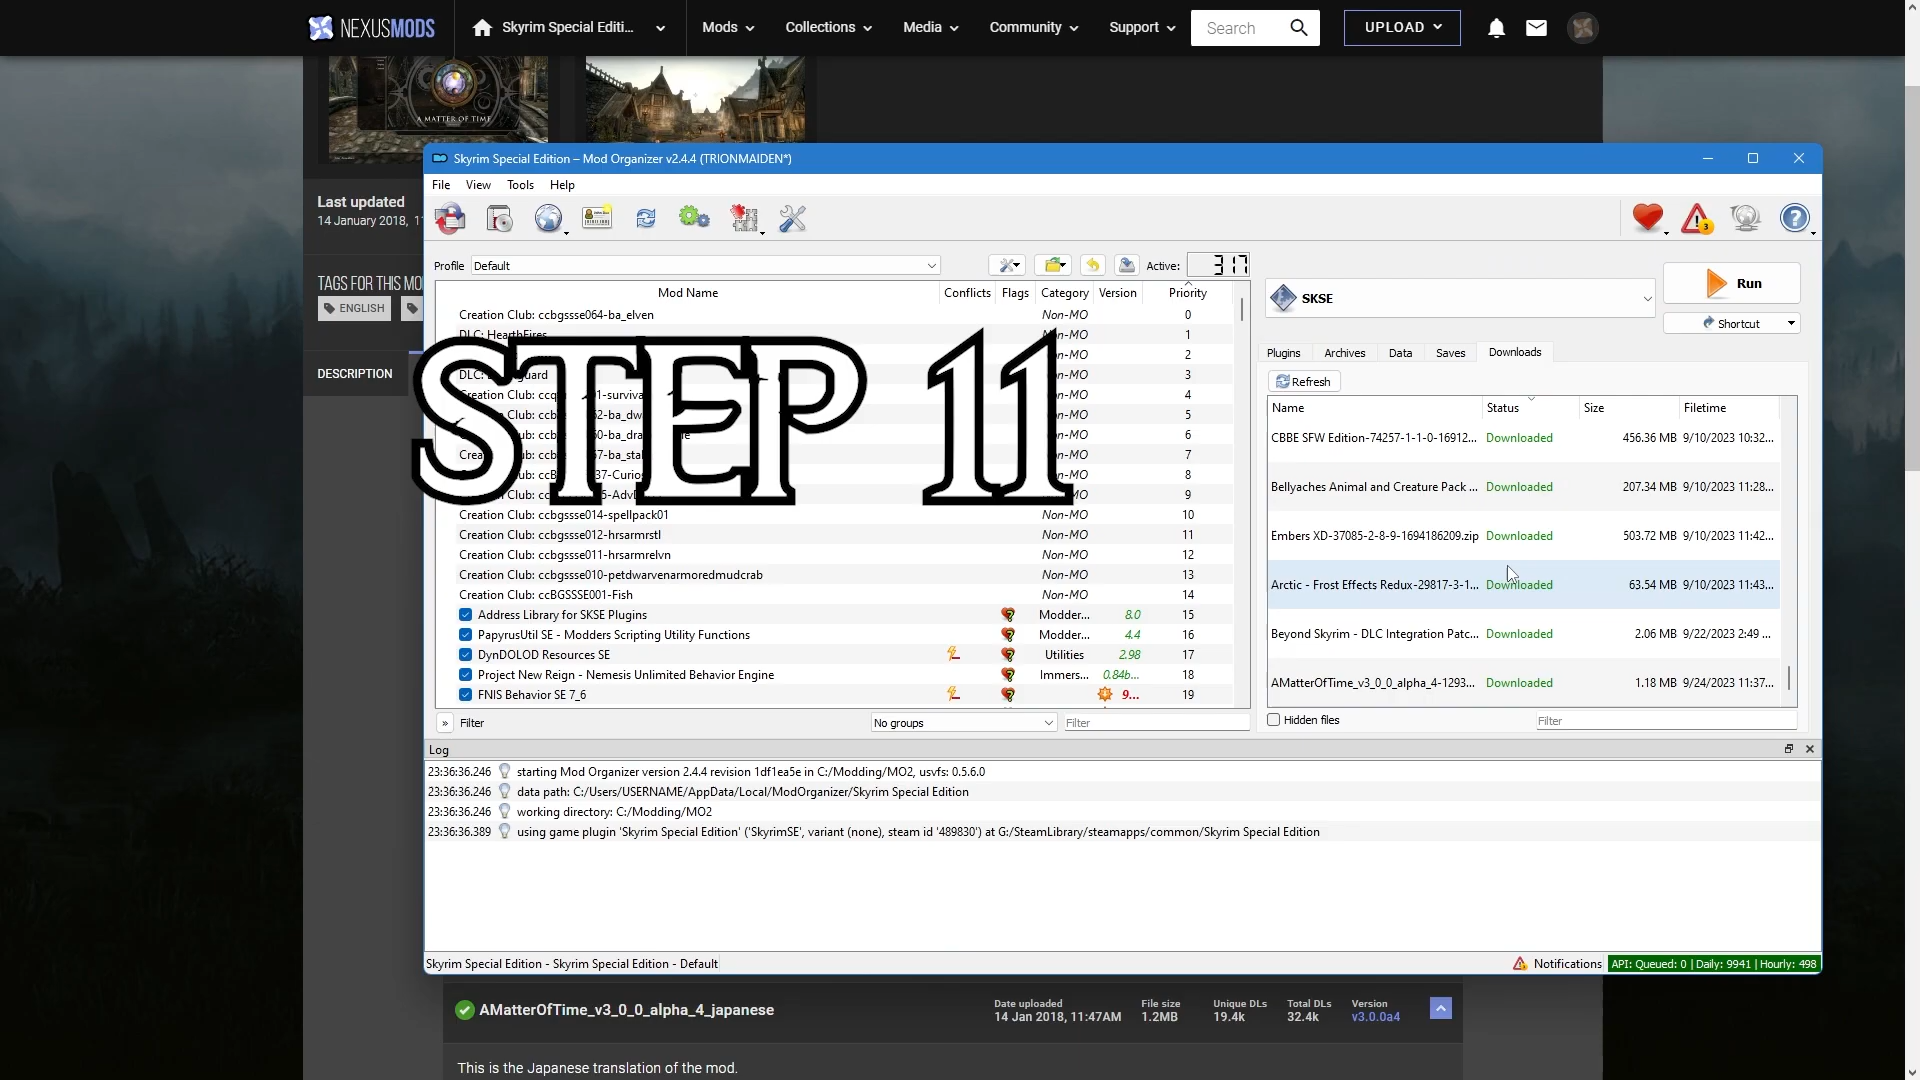 NEXUSMODS
Skyrim Special Editi...
Mods
Collections
Media
Community
Support
Search
UPLOAD
A MATTER OF TIME
Last updated
14 January 2018, 1
TAGS FOR THIS MO
ENGLISH
DESCRIPTION
Skyrim Special Edition – Mod Organizer v2.4.4 (TRIONMAIDEN*)
File View Tools Help
3
Profile Default
Active: 317
Mod Name Conflicts Flags Category Version Priority
Creation Club: ccbgssse064-ba_elven Non-MO 0
DLC: HearthFires Non-MO 1
2
DLC: guard 3
4
5
6
7
8
9
Creation Club: ccbgssse014-spellpack01 Non-MO 10
Creation Club: ccbgssse012-hrsarmrstl Non-MO 11
Creation Club: ccbgssse011-hrsarmrelvn Non-MO 12
Creation Club: ccbgssse010-petdwarvenarmoredmudcrab Non-MO 13
Creation Club: ccBGSSSE001-Fish Non-MO 14
Address Library for SKSE Plugins Modder... 8.0 15
PapyrusUtil SE - Modders Scripting Utility Functions Modder... 4.4 16
DynDOLOD Resources SE Utilities 2.98 17
Project New Reign - Nemesis Unlimited Behavior Engine Immers... 0.84b... 18
FNIS Behavior SE 7_6 9... 19
» Filter No groups Filter
STEP 11
SKSE
Run
Shortcut
Plugins Archives Data Saves Downloads
Refresh
Name Status Size Filetime
CBBE SFW Edition-74257-1-1-0-16912... Downloaded 456.36 MB 9/10/2023 10:32...
Bellyaches Animal and Creature Pack ... Downloaded 207.34 MB 9/10/2023 11:28...
Embers XD-37085-2-8-9-1694186209.zip Downloaded 503.72 MB 9/10/2023 11:42...
Arctic - Frost Effects Redux-29817-3-1... Downloaded 63.54 MB 9/10/2023 11:43...
Beyond Skyrim - DLC Integration Patc... Downloaded 2.06 MB 9/22/2023 2:49 ...
AMatterOfTime_v3_0_0_alpha_4-1293... Downloaded 1.18 MB 9/24/2023 11:37...
Hidden files Filter
Log
23:36:36.246 starting Mod Organizer version 2.4.4 revision 1df1ea5e in C:/Modding/MO2, usvfs: 0.5.6.0
23:36:36.246 data path: C:/Users/USERNAME/AppData/Local/ModOrganizer/Skyrim Special Edition
23:36:36.246 working directory: C:/Modding/MO2
23:36:36.389 using game plugin 'Skyrim Special Edition' ('SkyrimSE', variant (none), steam id '489830') at G:/SteamLibrary/steamapps/common/Skyrim Special Edition
Skyrim Special Edition - Skyrim Special Edition - Default
Notifications API: Queued: 0 | Daily: 9941 | Hourly: 498
AMatterOfTime_v3_0_0_alpha_4_japanese
Date uploaded
14 Jan 2018, 11:47AM
File size
1.2MB
Unique DLs
19.4k
Total DLs
32.4k
Version
v3.0.0a4
This is the Japanese translation of the mod.